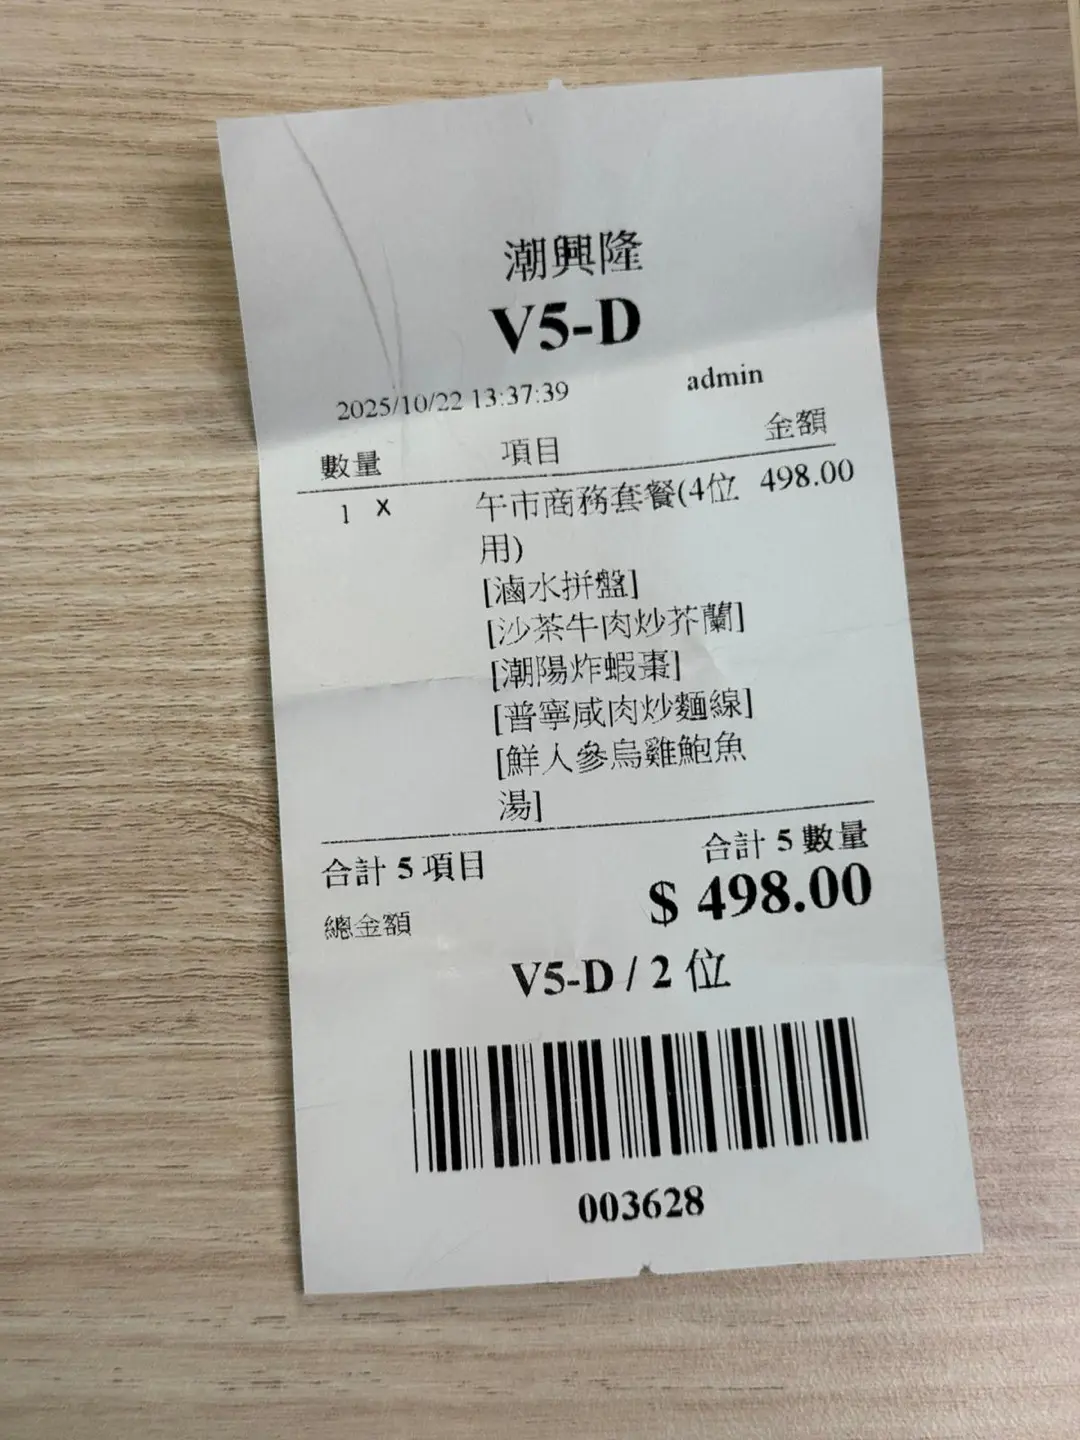 潮興隆
V5-D
2025/10/22 13:37:39 admin
數量 項目 金額
1 X 午市商務套餐(4位 498.00
用)
[滷水拼盤]
[沙茶牛肉炒芥蘭]
[潮陽炸蝦棗]
[普寧咸肉炒麵線]
[鮮人參烏雞鮑魚
湯]
合計 5 項目 合計 5 數量
總金額 $ 498.00
V5-D / 2 位
003628